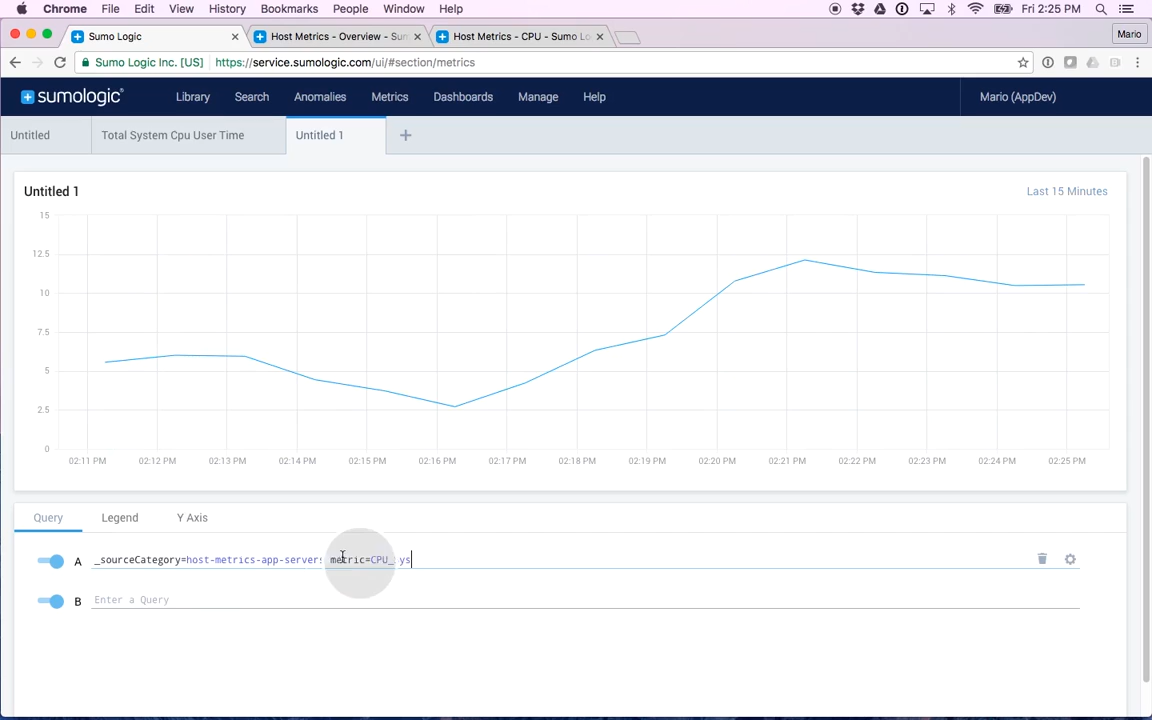 Chrome File Edit View History Bookmarks People Window Help Fri 2:25 PM
Sumo Logic Host Metrics - Overview - Sum Host Metrics - CPU - Sumo Lo Mario
Sumo Logic Inc. [US] https://service.sumologic.com/ui/#section/metrics
sumologic Library Search Anomalies Metrics Dashboards Manage Help Mario (AppDev)
Untitled Total System Cpu User Time Untitled 1 +
Untitled 1 Last 15 Minutes
15
12.5
10
7.5
5
2.5
0
02:11 PM 02:12 PM 02:13 PM 02:14 PM 02:15 PM 02:16 PM 02:17 PM 02:18 PM 02:19 PM 02:20 PM 02:21 PM 02:22 PM 02:23 PM 02:24 PM 02:25 PM
Query Legend Y Axis
A _sourceCategory=host-metrics-app-servers metric=CPU_Sys
B Enter a Query